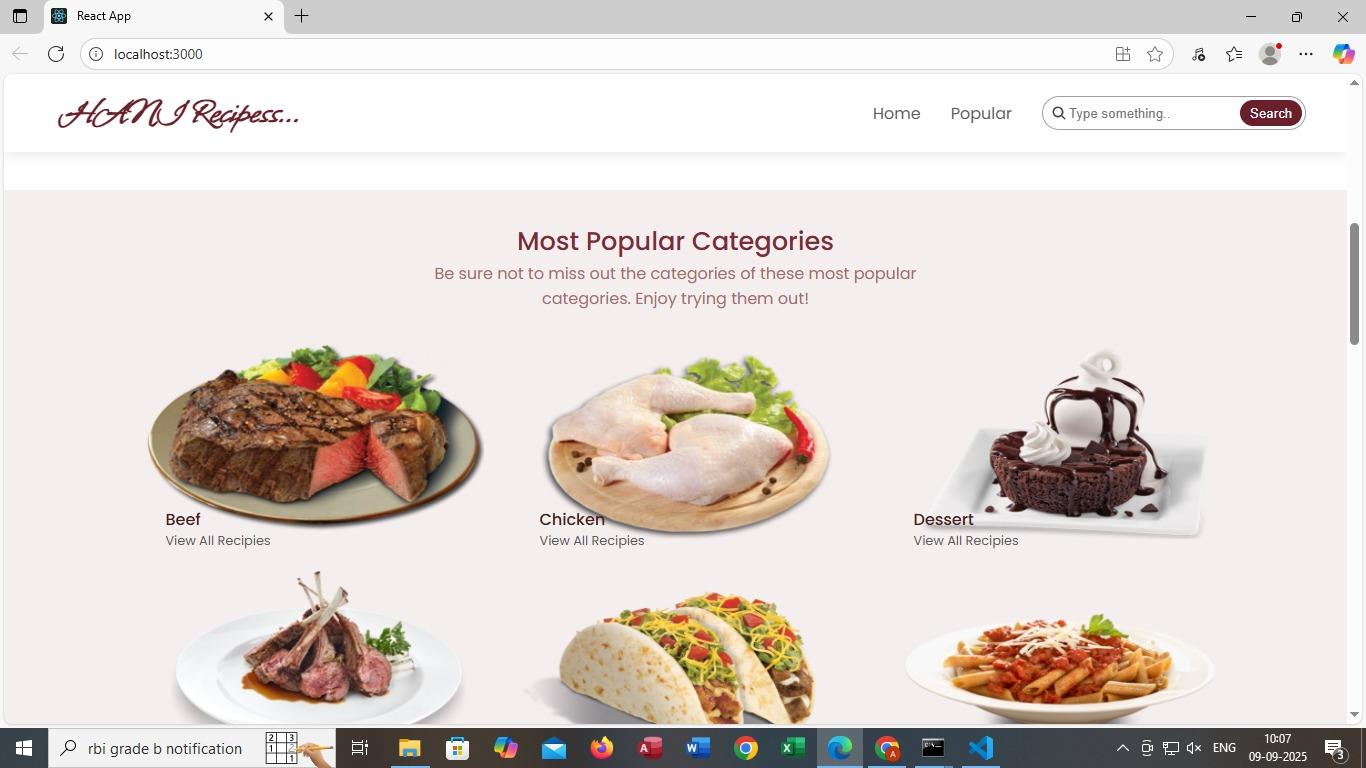 React App
localhost:3000
HANI Recipess...
Home Popular Type something.. Search
Most Popular Categories
Be sure not to miss out the categories of these most popular
categories. Enjoy trying them out!
Beef Chicken Dessert
View All Recipies View All Recipies View All Recipies
rbi grade b notification
ENG
10:07
09-09-2025
3